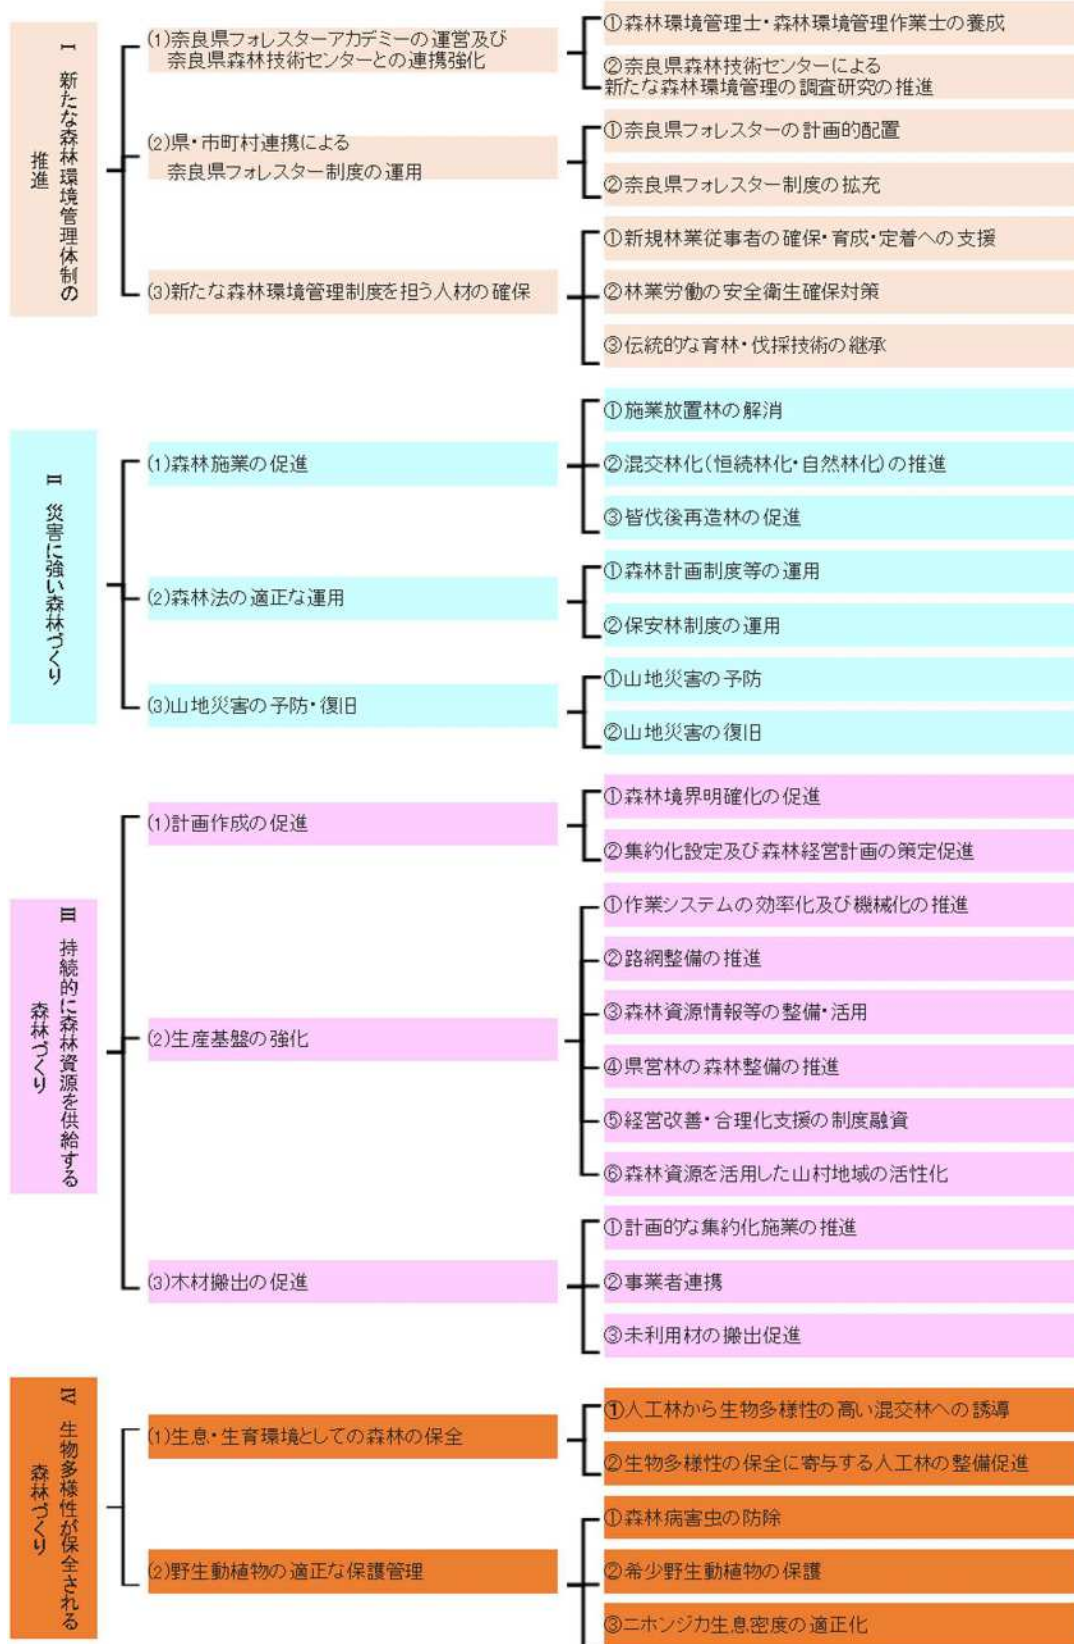 Ⅰ 新たな森林環境管理体制の
推進
(1)奈良県フォレスターアカデミーの運営及び
奈良県森林技術センターとの連携強化
①森林環境管理士・森林環境管理作業士の養成
②奈良県森林技術センターによる
新たな森林環境管理の調査研究の推進
(2)県・市町村連携による
奈良県フォレスター制度の運用
①奈良県フォレスターの計画的配置
②奈良県フォレスター制度の拡充
(3)新たな森林環境管理制度を担う人材の確保
①新規林業従事者の確保・育成・定着への支援
②林業労働の安全衛生確保対策
③伝統的な育林・伐採技術の継承
Ⅱ 災害に強い森林づくり
(1)森林施業の促進
①施業放置林の解消
②混交林化(恒続林化・自然林化)の推進
③皆伐後再造林の促進
(2)森林法の適正な運用
①森林計画制度等の運用
②保安林制度の運用
(3)山地災害の予防・復旧
①山地災害の予防
②山地災害の復旧
Ⅲ 持続的に森林資源を供給する
森林づくり
(1)計画作成の促進
①森林境界明確化の促進
②集約化設定及び森林経営計画の策定促進
(2)生産基盤の強化
①作業システムの効率化及び機械化の推進
②路網整備の推進
③森林資源情報等の整備・活用
④県営林の森林整備の推進
⑤経営改善・合理化支援の制度融資
⑥森林資源を活用した山村地域の活性化
(3)木材搬出の促進
①計画的な集約化施業の推進
②事業者連携
③未利用材の搬出促進
Ⅳ 生物多様性が保全される
森林づくり
(1)生息・生育環境としての森林の保全
①人工林から生物多様性の高い混交林への誘導
②生物多様性の保全に寄与する人工林の整備促進
(2)野生動植物の適正な保護管理
①森林病害虫の防除
②希少野生動植物の保護
③ニホンジカ生息密度の適正化